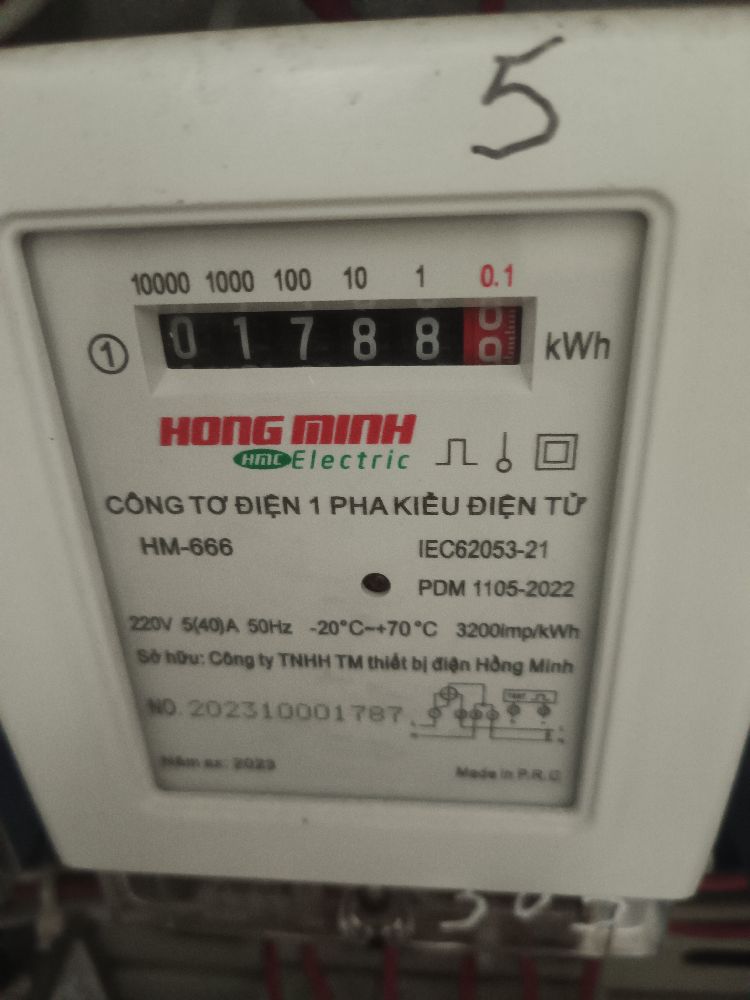 5
10000 1000 100 10 1 0.1
1 0 1 7 8 8 kWh
HONG MINH
HMC Electric
CÔNG TƠ ĐIỆN 1 PHA KIỂU ĐIỆN TỬ
HM-666 IEC62053-21
PDM 1105-2022
220V 5(40)A 50Hz -20°C~+70°C 3200imp/kWh
Sở hữu: Công ty TNHH TM thiết bị điện Hồng Minh
NO.202310001787
Năm sx: 2023 Made in P.R.C